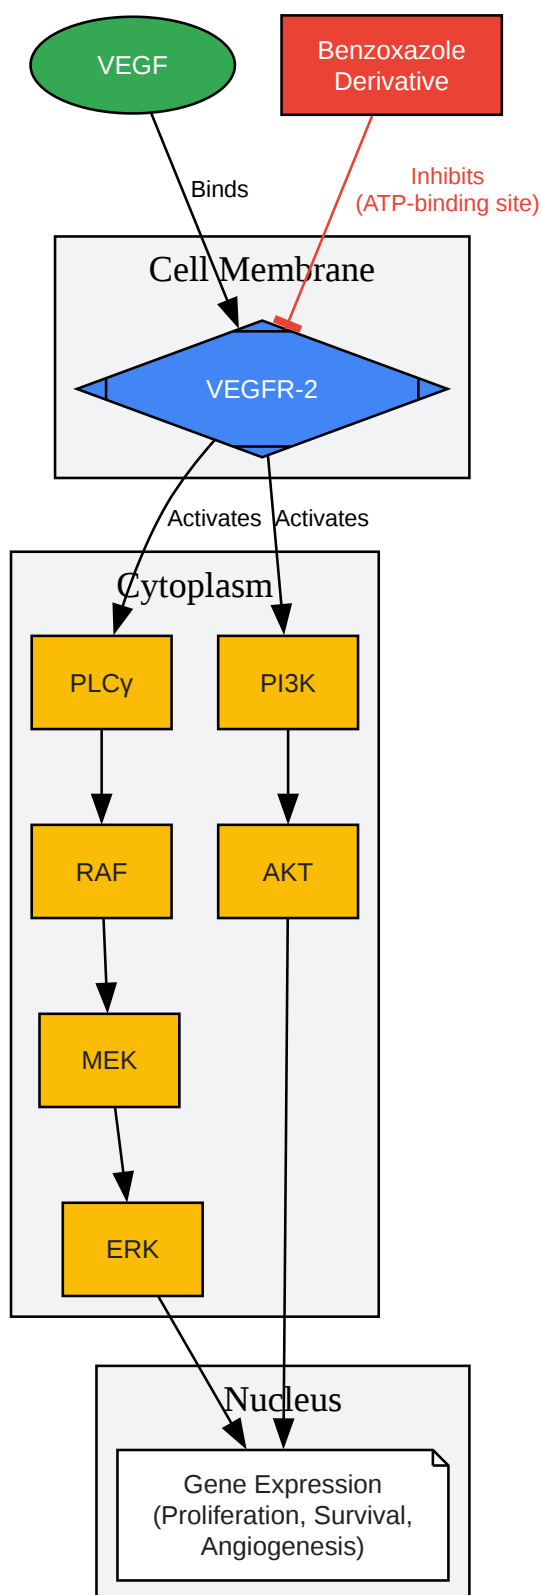 VEGF
Benzoxazole
Derivative
Binds
Inhibits
(ATP-binding site)
Cell Membrane
VEGFR-2
Activates
Activates
Cytoplasm
PLCγ
PI3K
RAF
AKT
MEK
ERK
Nucleus
Gene Expression
(Proliferation, Survival,
Angiogenesis)